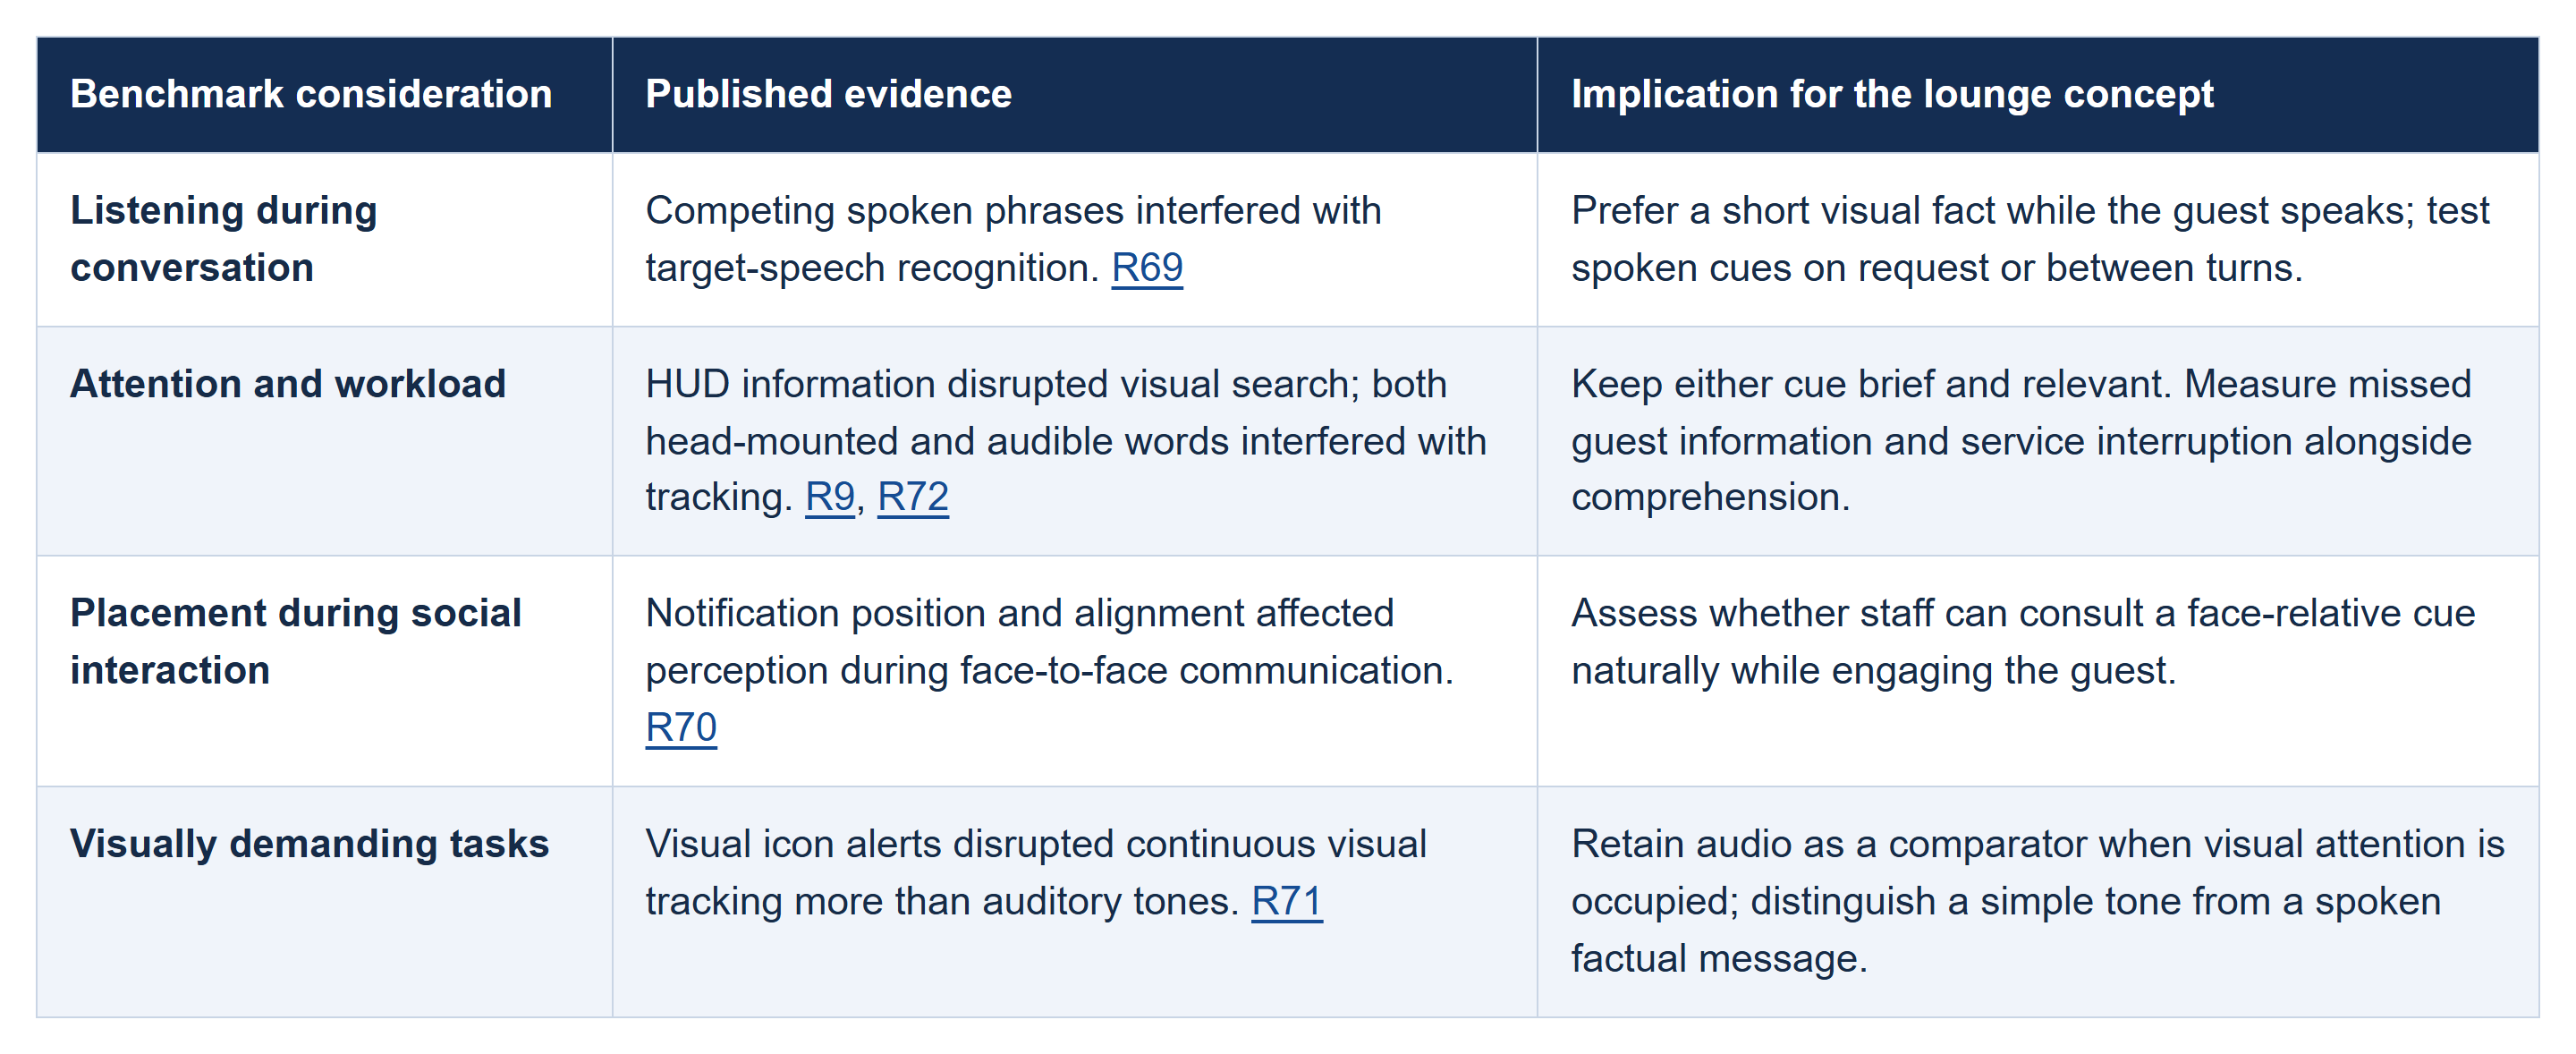 Benchmark consideration
Published evidence
Implication for the lounge concept
Listening during
conversation
Competing spoken phrases interfered with
target-speech recognition. R69
Prefer a short visual fact while the guest speaks; test
spoken cues on request or between turns.
Attention and workload
HUD information disrupted visual search; both
head-mounted and audible words interfered with
tracking. R9, R72
Keep either cue brief and relevant. Measure missed
guest information and service interruption alongside
comprehension.
Placement during social
interaction
Notification position and alignment affected
perception during face-to-face communication.
R70
Assess whether staff can consult a face-relative cue
naturally while engaging the guest.
Visually demanding tasks
Visual icon alerts disrupted continuous visual
tracking more than auditory tones. R71
Retain audio as a comparator when visual attention is
occupied; distinguish a simple tone from a spoken
factual message.